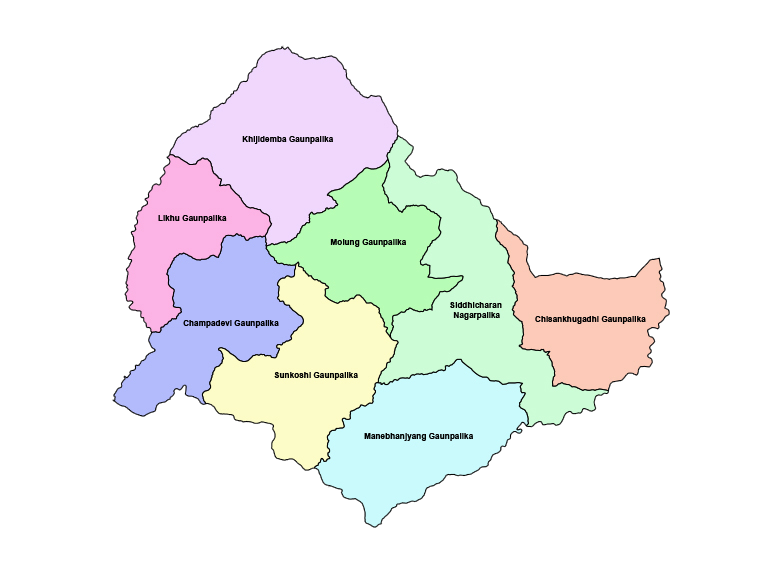 Khijidemba Gaunpalika
Likhu Gaunpalika
Molung Gaunpalika
Siddhicharan
Nagarpalika
Champadevi Gaunpalika
Chisankhugadhi Gaunpalika
Sunkoshi Gaunpalika
Manebhanjyang Gaunpalika